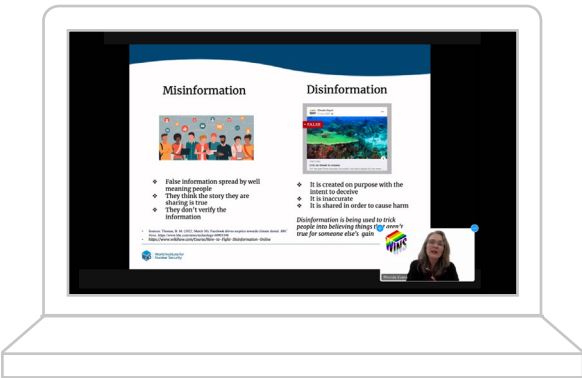 Misinformation
Disinformation
FALSE
❖ False information spread by well
meaning people
❖ They think the story they are
sharing is true
❖ They don't verify the
information
❖ It is created on purpose with the
intent to deceive
❖ It is inaccurate
❖ It is shared in order to cause harm
Disinformation is being used to trick
people into believing things that aren't
true for someone else's gain
World Institute for
Nuclear Security
WINS